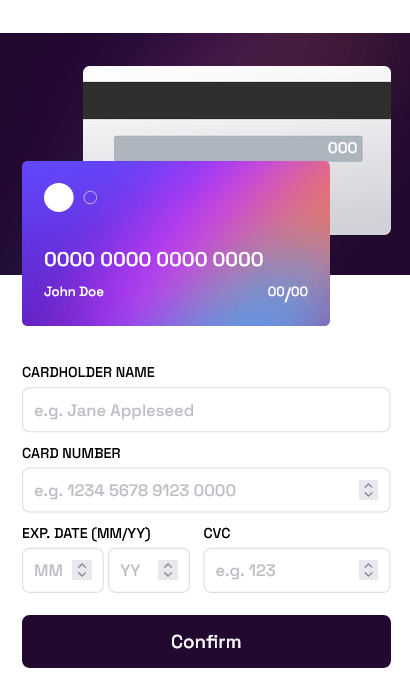 000
0000 0000 0000 0000
John Doe 00/00
CARDHOLDER NAME
e.g. Jane Appleseed
CARD NUMBER
e.g. 1234 5678 9123 0000
EXP. DATE (MM/YY) CVC
MM YY e.g. 123
Confirm